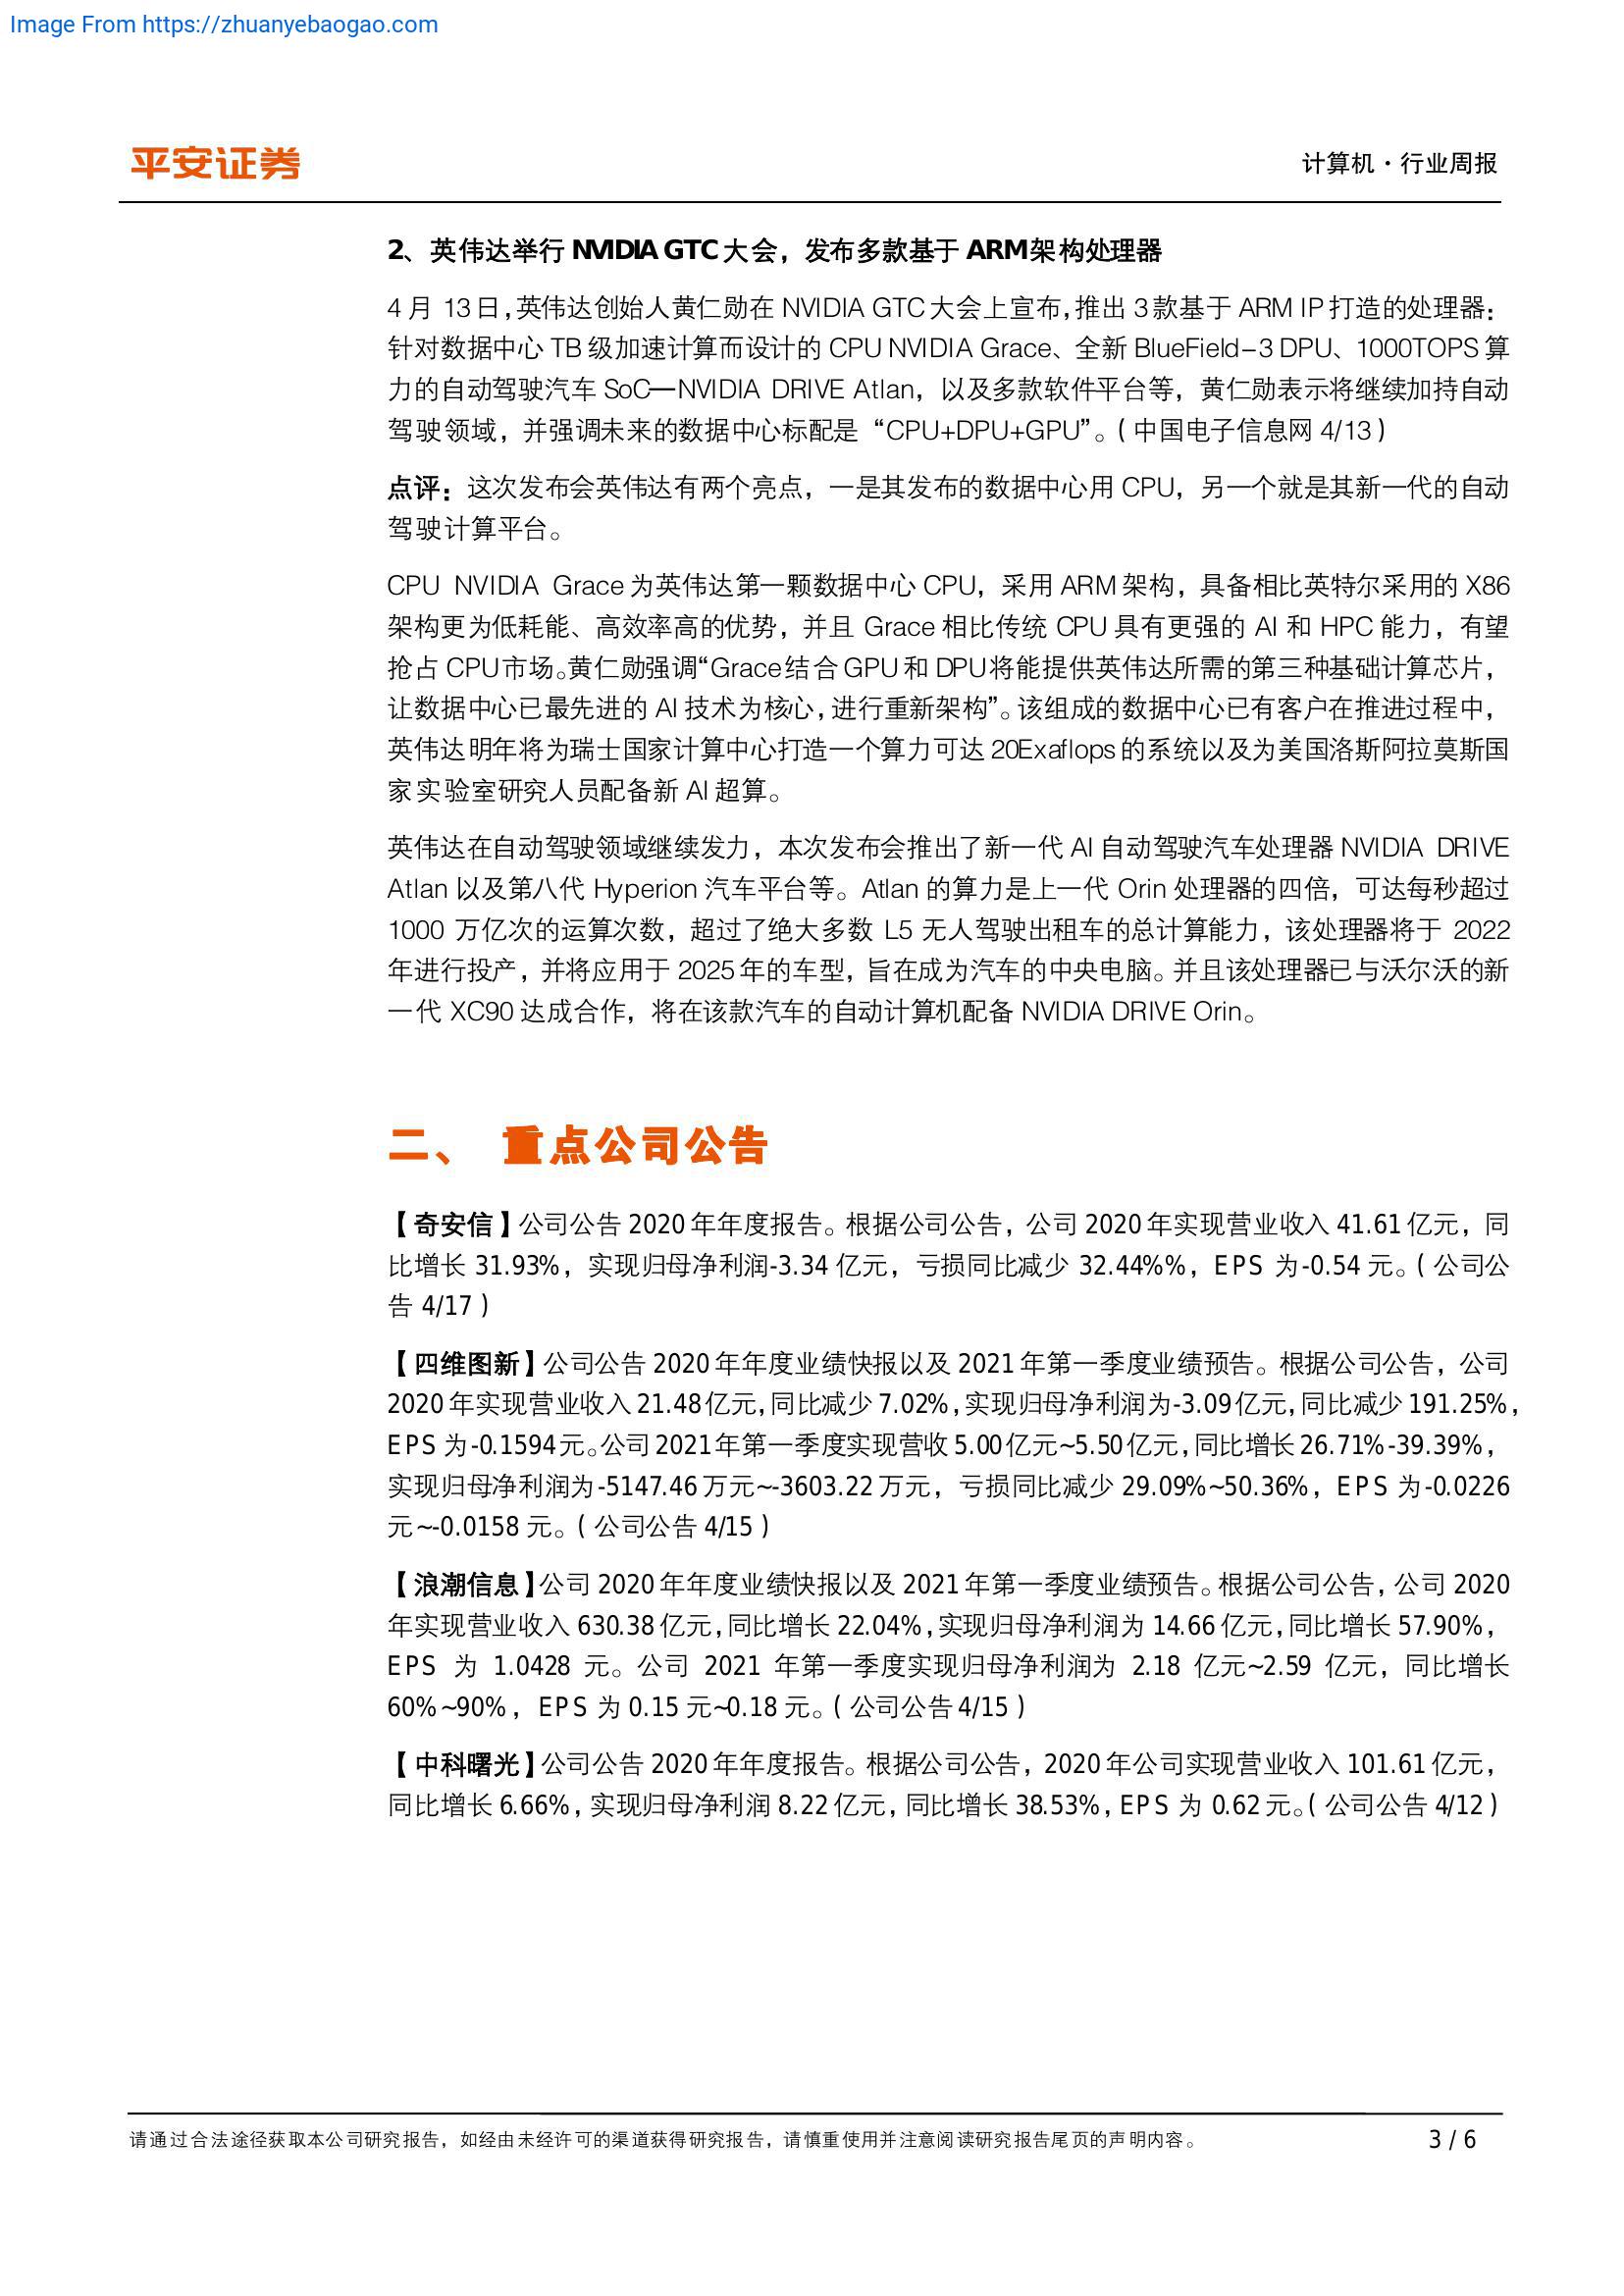 Image From https://zhuanyebaogao.com
平安证券
计算机·行业周报
2、英伟达举行 NVIDIA GTC 大会，发布多款基于 ARM 架构处理器
4 月 13 日，英伟达创始人黄仁勋在 NVIDIA GTC 大会上宣布，推出 3 款基于 ARM IP 打造的处理器：
针对数据中心 TB 级加速计算而设计的 CPU NVIDIA Grace、全新 BlueField-3 DPU、1000TOPS 算
力的自动驾驶汽车 SoC—NVIDIA DRIVE Atlan，以及多款软件平台等，黄仁勋表示将继续加持自动
驾驶领域，并强调未来的数据中心标配是“CPU+DPU+GPU”。（中国电子信息网 4/13）
点评：这次发布会英伟达有两个亮点，一是其发布的数据中心用 CPU，另一个就是其新一代的自动
驾驶计算平台。
CPU NVIDIA Grace 为英伟达第一颗数据中心 CPU，采用 ARM 架构，具备相比英特尔采用的 X86
架构更为低耗能、高效率高的优势，并且 Grace 相比传统 CPU 具有更强的 AI 和 HPC 能力，有望
抢占 CPU 市场。黄仁勋强调“Grace 结合 GPU 和 DPU 将能提供英伟达所需的第三种基础计算芯片，
让数据中心已最先进的 AI 技术为核心，进行重新架构”。该组成的数据中心已有客户在推进过程中，
英伟达明年将为瑞士国家计算中心打造一个算力可达 20Exaflops 的系统以及为美国洛斯阿拉莫斯国
家实验室研究人员配备新 AI 超算。
英伟达在自动驾驶领域继续发力，本次发布会推出了新一代 AI 自动驾驶汽车处理器 NVIDIA DRIVE
Atlan 以及第八代 Hyperion 汽车平台等。Atlan 的算力是上一代 Orin 处理器的四倍，可达每秒超过
1000 万亿次的运算次数，超过了绝大多数 L5 无人驾驶出租车的总计算能力，该处理器将于 2022
年进行投产，并将应用于 2025 年的车型，旨在成为汽车的中央电脑。并且该处理器已与沃尔沃的新
一代 XC90 达成合作，将在该款汽车的自动计算机配备 NVIDIA DRIVE Orin。
二、 重点公司公告
【奇安信】公司公告 2020 年年度报告。根据公司公告，公司 2020 年实现营业收入 41.61 亿元，同
比增长 31.93%，实现归母净利润-3.34 亿元，亏损同比减少 32.44%%，EPS 为-0.54 元。（公司公
告 4/17）
【四维图新】公司公告 2020 年年度业绩快报以及 2021 年第一季度业绩预告。根据公司公告，公司
2020 年实现营业收入 21.48 亿元，同比减少 7.02%，实现归母净利润为-3.09 亿元，同比减少 191.25%，
EPS 为-0.1594 元。公司 2021 年第一季度实现营收 5.00 亿元~5.50 亿元，同比增长 26.71%-39.39%，
实现归母净利润为-5147.46 万元~-3603.22 万元，亏损同比减少 29.09%~50.36%，EPS 为-0.0226
元~-0.0158 元。（公司公告 4/15）
【浪潮信息】公司 2020 年年度业绩快报以及 2021 年第一季度业绩预告。根据公司公告，公司 2020
年实现营业收入 630.38 亿元，同比增长 22.04%，实现归母净利润为 14.66 亿元，同比增长 57.90%，
EPS 为 1.0428 元。公司 2021 年第一季度实现归母净利润为 2.18 亿元~2.59 亿元，同比增长
60%~90%，EPS 为 0.15 元~0.18 元。（公司公告 4/15）
【中科曙光】公司公告 2020 年年度报告。根据公司公告，2020 年公司实现营业收入 101.61 亿元，
同比增长 6.66%，实现归母净利润 8.22 亿元，同比增长 38.53%，EPS 为 0.62 元。（公司公告 4/12）
请通过合法途径获取本公司研究报告，如经由未经许可的渠道获得研究报告，请慎重使用并注意阅读研究报告尾页的声明内容。
3 / 6